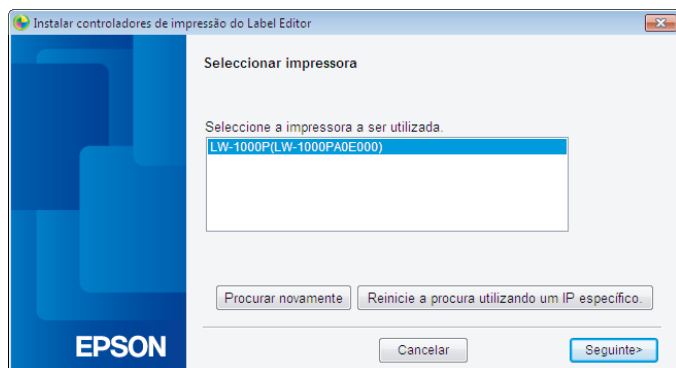 Instalar controladores de impressão do Label Editor
Seleccionar impressora
Seleccione a impressora a ser utilizada.
LW-1000P(LW-1000PA0E000)
Procurar novamente
Reinicie a procura utilizando um IP específico.
EPSON
Cancelar
Seguinte>